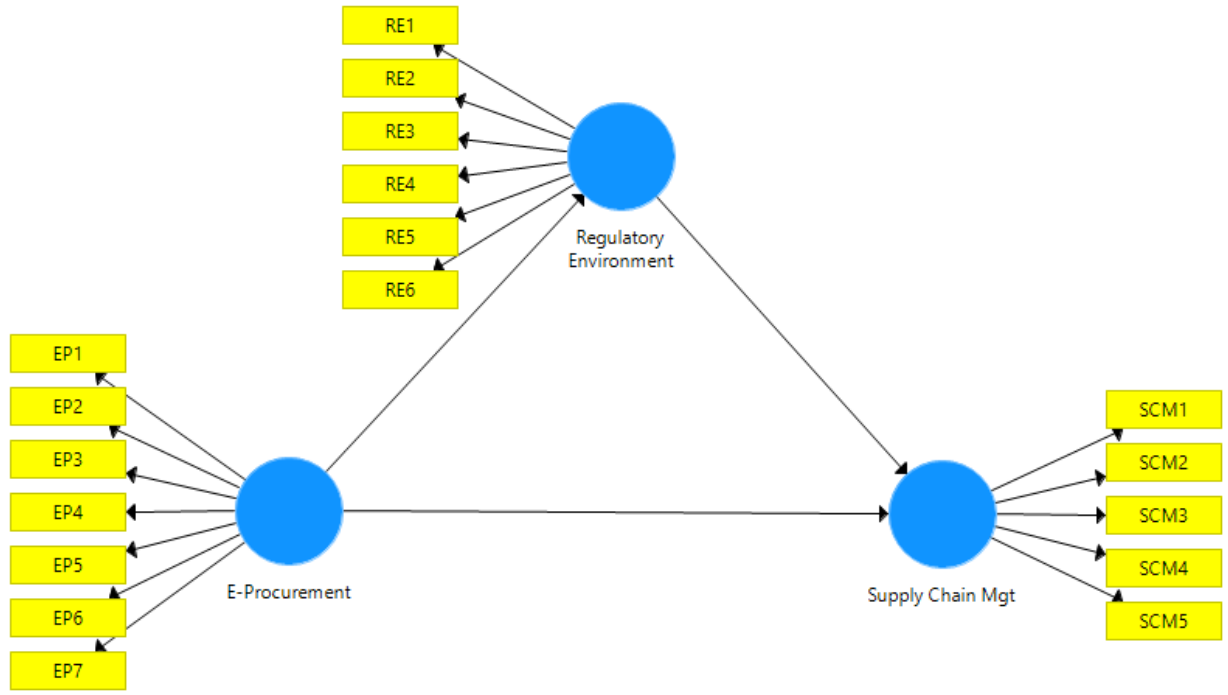 RE1
RE2
RE3
RE4
RE5
RE6
Regulatory
Environment
EP1
EP2
EP3
EP4
EP5
EP6
EP7
E-Procurement
SCM1
SCM2
SCM3
SCM4
SCM5
Supply Chain Mgt